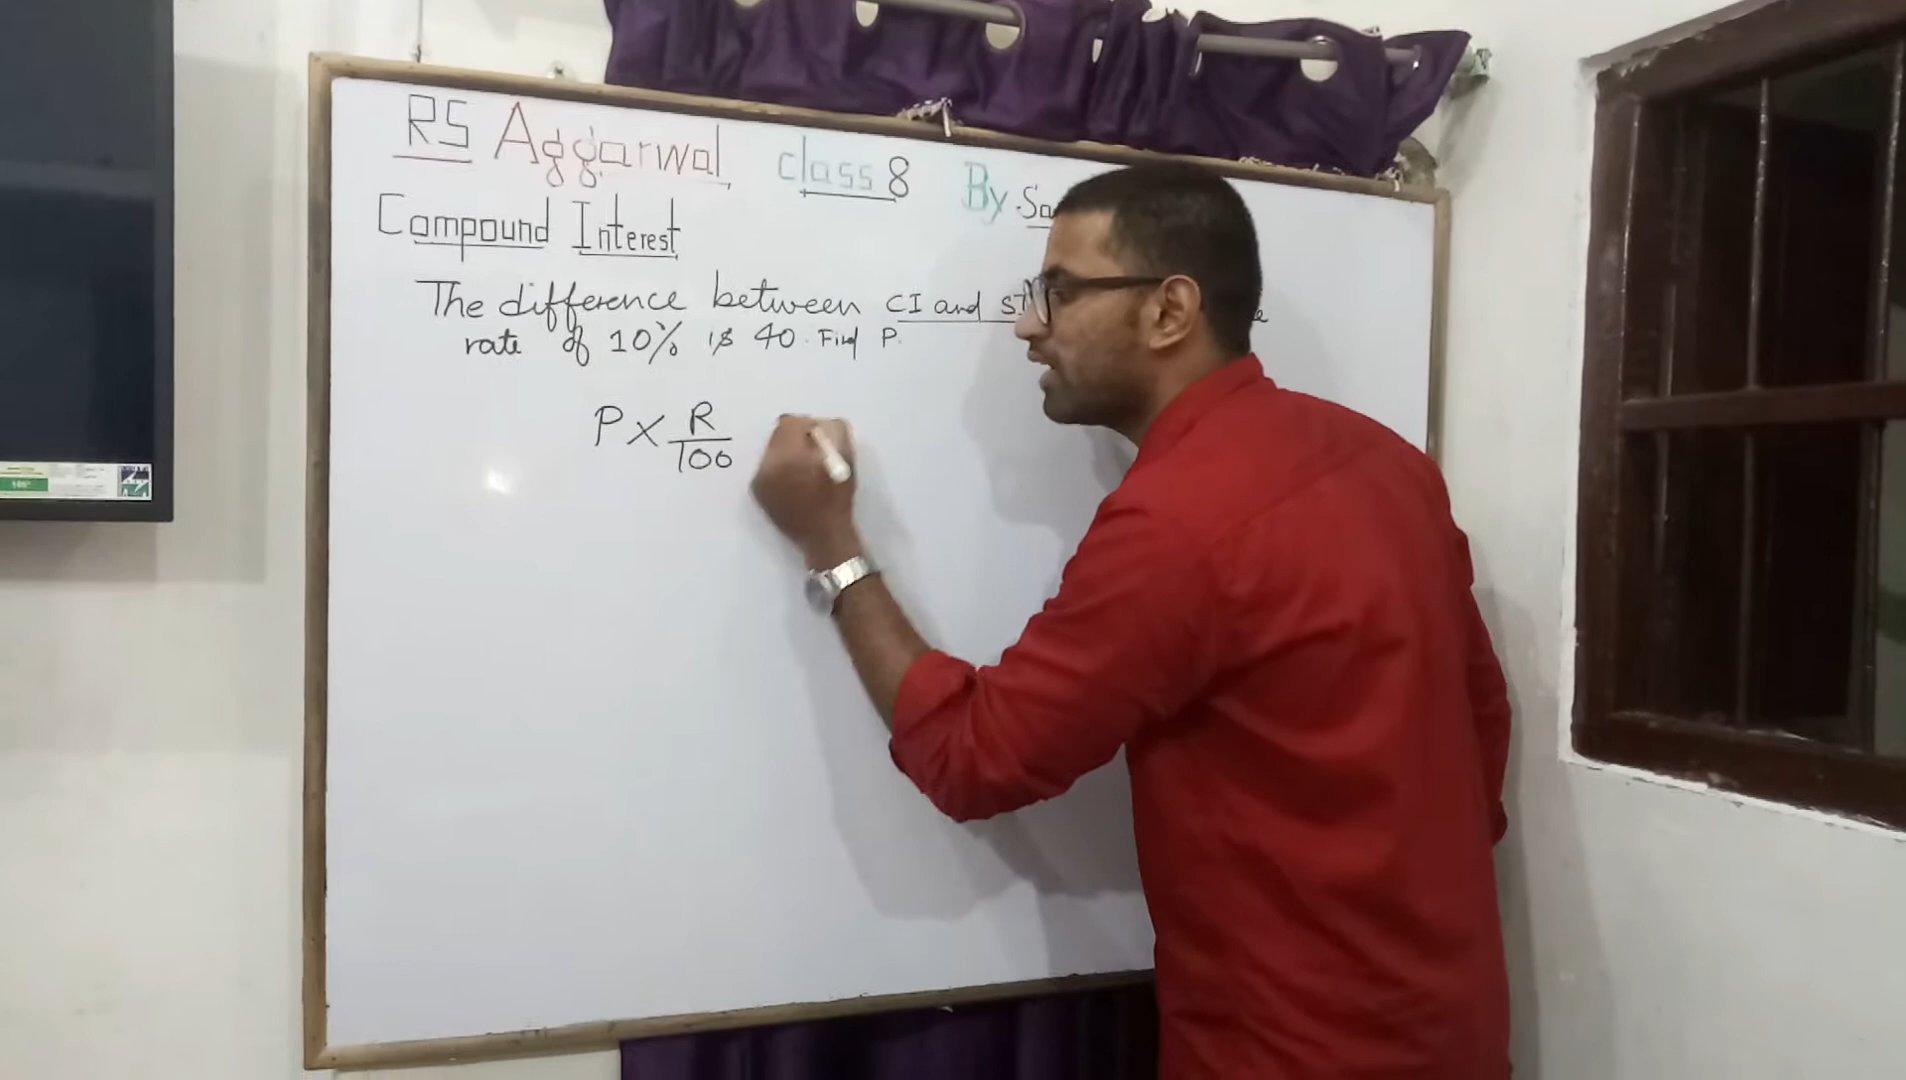 RS Aggarwal class 8 By
Compound Interest
The difference between CI and SI
rate of 10% is 40. Find P.
P × R/100